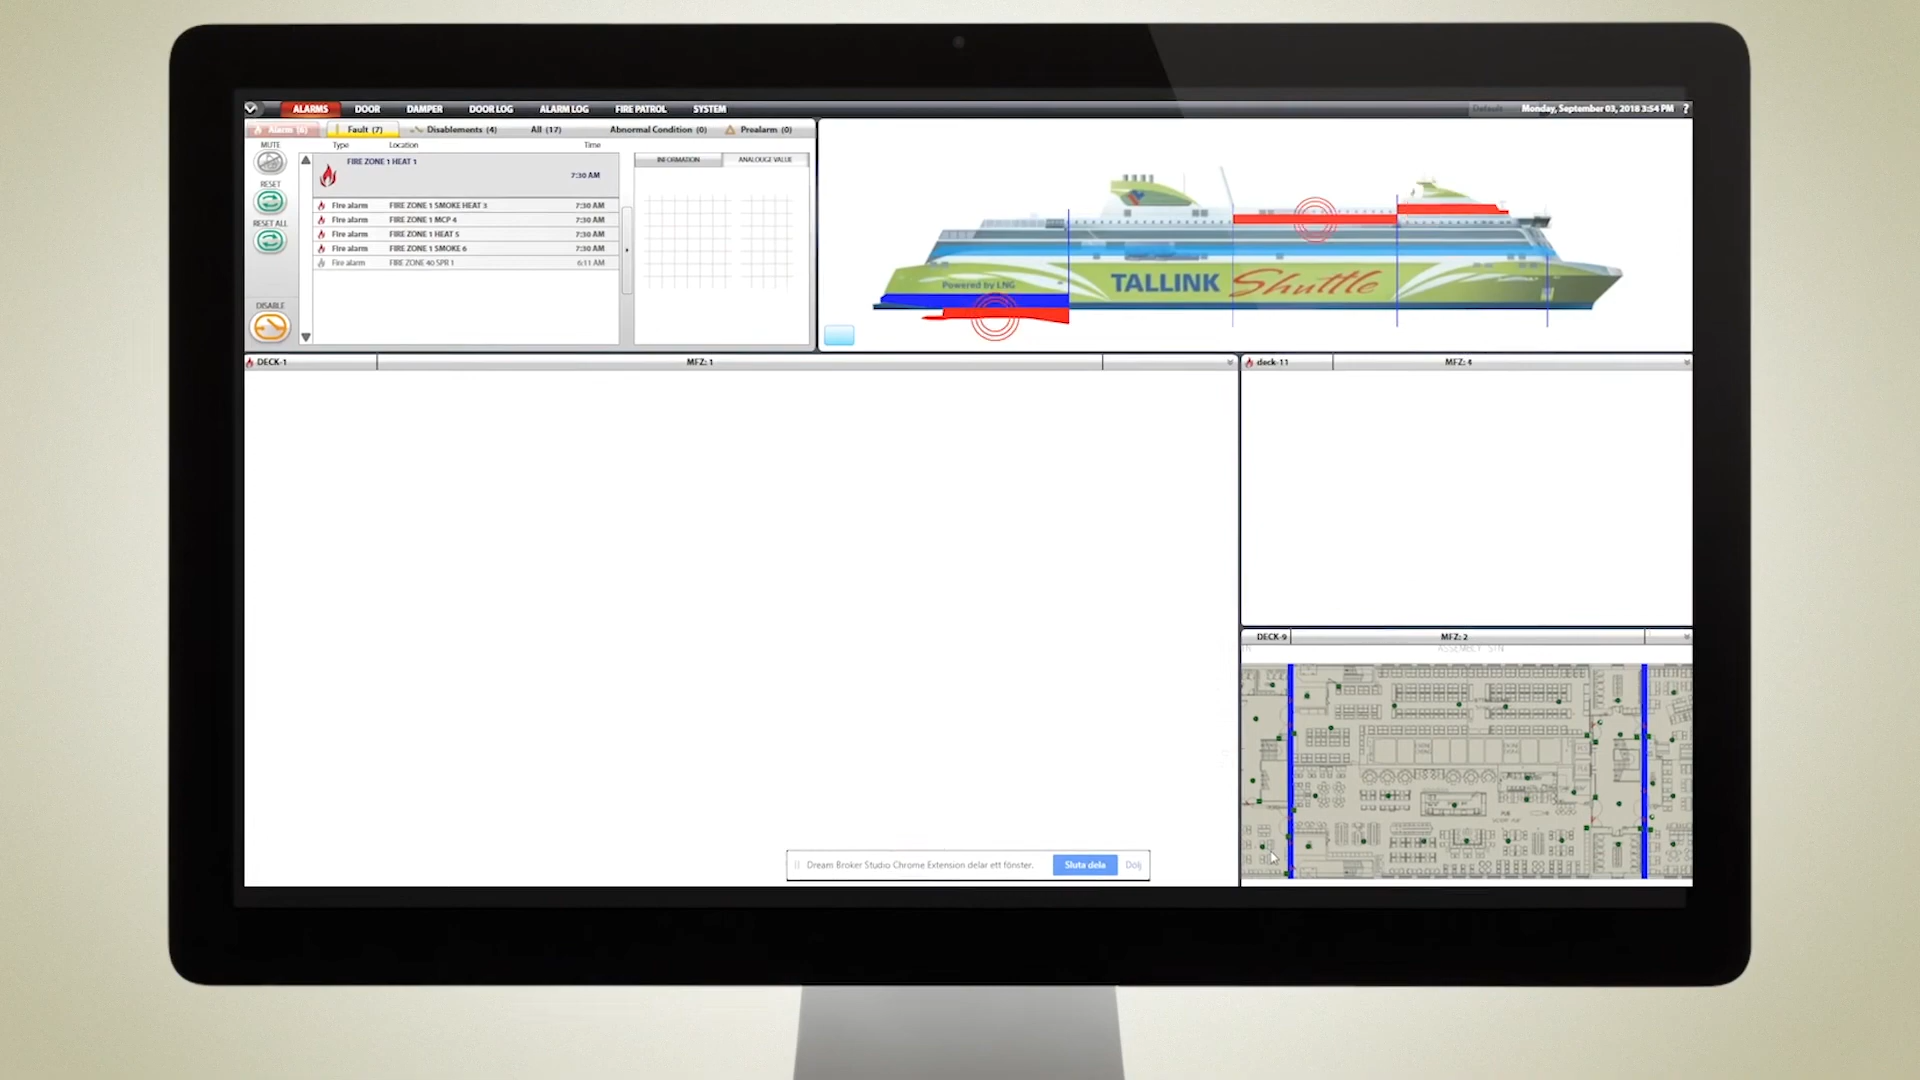 ALARMS DOOR DAMPER DOOR LOG ALARM LOG FIRE PATROL SYSTEM Default Monday, September 03, 2018 3:54 PM ?
Alarm (6) Fault (7) Disablements (4) All (17) Abnormal Condition (0) Prealarm (0)
MUTE Type Location Time
FIRE ZONE 1 HEAT 1
7:30 AM
INFORMATION ANALOUGE VALUE
RESET
Fire alarm FIRE ZONE 1 SMOKE HEAT 3 7:30 AM
Fire alarm FIRE ZONE 1 MCP 4 7:30 AM
RESET ALL
Fire alarm FIRE ZONE 1 HEAT 5 7:30 AM
Fire alarm FIRE ZONE 1 SMOKE 6 7:30 AM
Fire alarm FIRE ZONE 40 SPR 1 6:11 AM
DISABLE
Powered by LNG
TALLINK Shuttle
DECK-1 MFZ: 1
deck-11 MFZ: 4
DECK-9 MFZ: 2
ASSEMBLY STN
Dream Broker Studio Chrome Extension delar ett fönster. Sluta dela Dölj